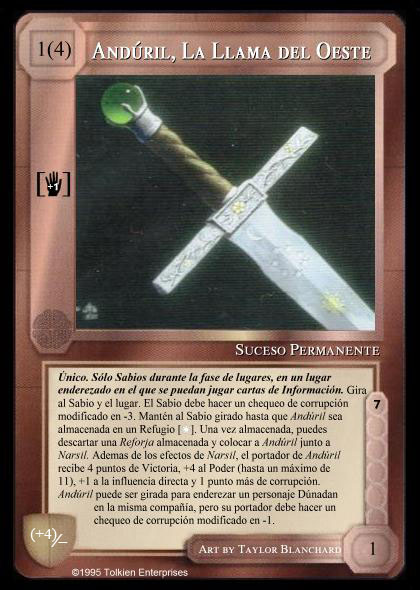 1(4)
ANDÚRIL, LA LLAMA DEL OESTE
[+1]
SUCESO PERMANENTE
Único. Sólo Sabios durante la fase de lugares, en un lugar
enderezado en el que se puedan jugar cartas de Información. Gira
al Sabio y el lugar. El Sabio debe hacer un chequeo de corrupción
modificado en -3. Mantén al Sabio girado hasta que Andúril sea
almacenada en un Refugio [☀]. Una vez almacenada, puedes
descartar una Reforja almacenada y colocar a Andúril junto a
Narsil. Ademas de los efectos de Narsil, el portador de Andúril
recibe 4 puntos de Victoria, +4 al Poder (hasta un máximo de
11), +1 a la influencia directa y 1 punto más de corrupción.
Andúril puede ser girada para enderezar un personaje Dúnadan
en la misma compañía, pero su portador debe hacer un
chequeo de corrupción modificado en -1.
7
(+4)/–
ART BY TAYLOR BLANCHARD
1
©1995 Tolkien Enterprises